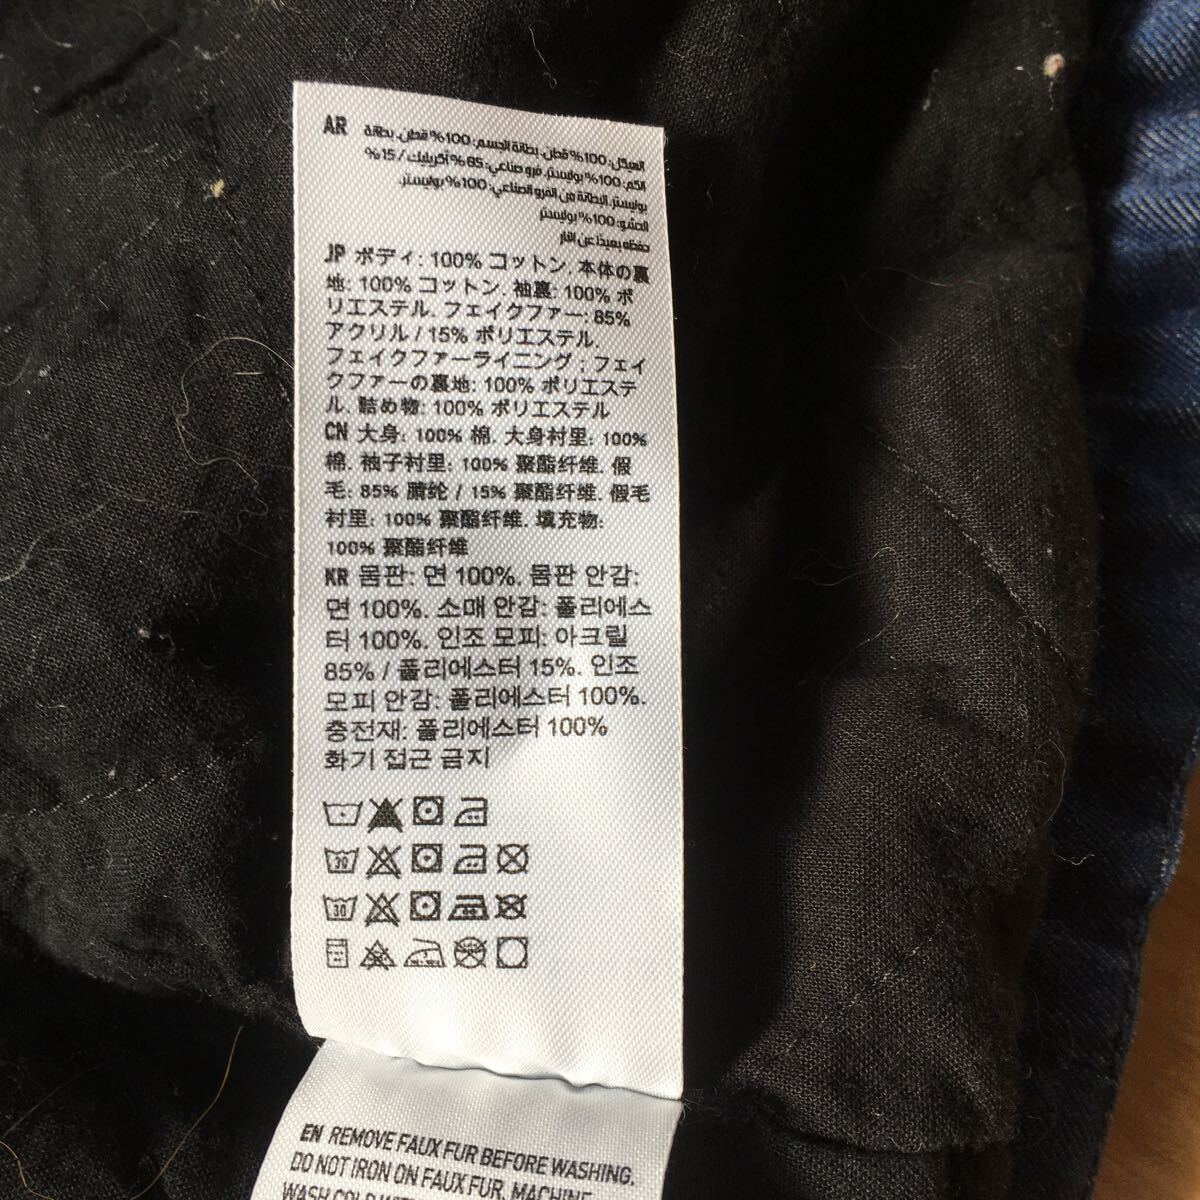 AR الهيكل: 100% قطن. بطانة الجسم: 100% قطن. بطانة
الكم: 100% بوليستر. فرو صناعي: 85% أكريليك / 15%
بوليستر. البطانة من الفرو الصناعي: 100% بوليستر.
الحشو: 100% بوليستر
حفظه بعيدًا عن النار
JP ボディ: 100% コットン. 本体の裏
地: 100% コットン. 袖裏: 100% ポ
リエステル. フェイクファー: 85%
アクリル / 15% ポリエステル.
フェイクファーライニング : フェイ
クファーの裏地: 100% ポリエステ
ル. 詰め物: 100% ポリエステル
CN 大身: 100% 棉. 大身衬里: 100%
棉. 袖子衬里: 100% 聚酯纤维. 假
毛: 85% 腈纶 / 15% 聚酯纤维. 假毛
衬里: 100% 聚酯纤维. 填充物:
100% 聚酯纤维
KR 몸판: 면 100%. 몸판 안감:
면 100%. 소매 안감: 폴리에스
터 100%. 인조 모피: 아크릴
85% / 폴리에스터 15%. 인조
모피 안감: 폴리에스터 100%.
충전재: 폴리에스터 100%
화기 접근 금지
30
30
EN REMOVE FAUX FUR BEFORE WASHING.
DO NOT IRON ON FAUX FUR. MACHINE
WASH COLD